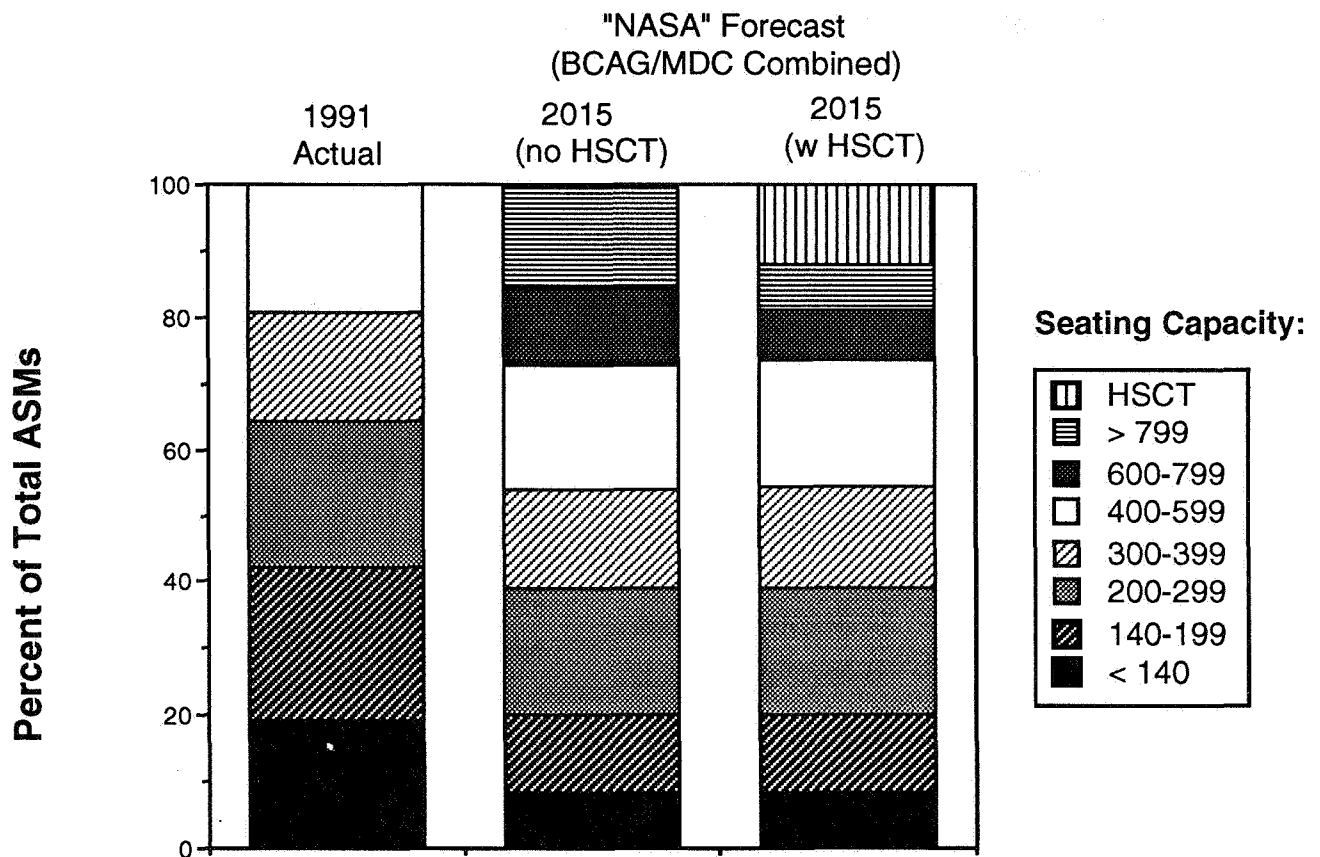 "NASA" Forecast
(BCAG/MDC Combined)
1991
Actual
2015
(no HSCT)
2015
(w HSCT)
Percent of Total ASMs
100
80
60
40
20
0
Seating Capacity:
HSCT
> 799
600-799
400-599
300-399
200-299
140-199
< 140